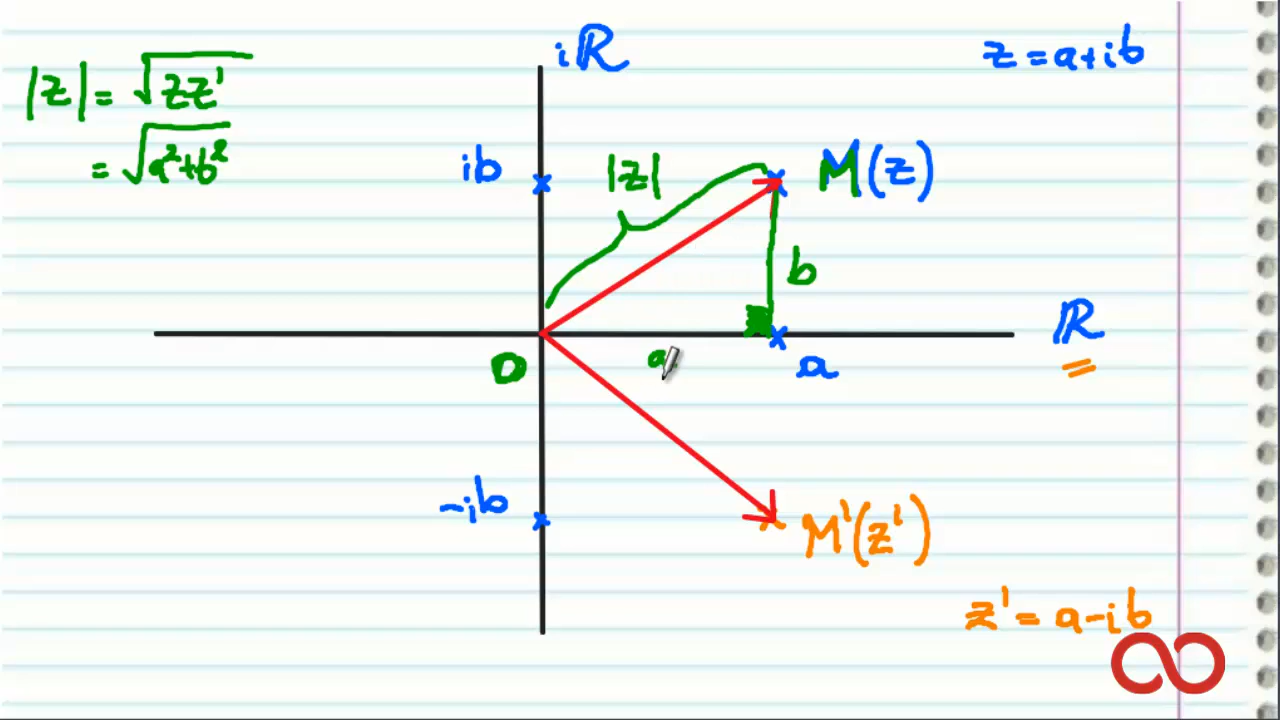 iℝ
z = a+ib
|z| = √zz'
= √a²+b²
ib
|z|
M(z)
b
ℝ
O
a
a
-ib
M'(z')
z' = a-ib